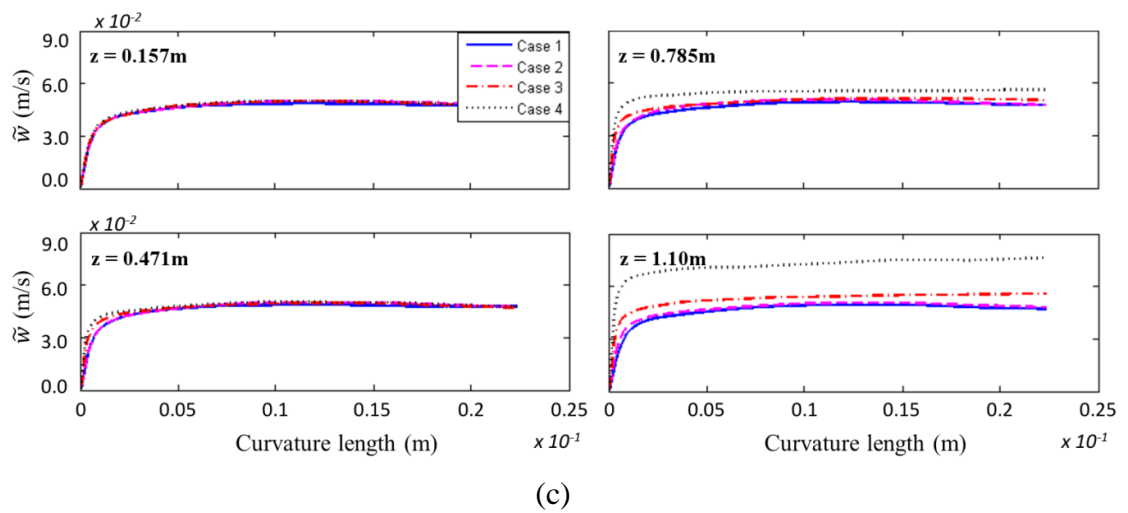 x 10-2
9.0
6.0
3.0
0.0
w̃ (m/s)
z = 0.157m
Case 1
Case 2
Case 3
Case 4
z = 0.785m
x 10-2
9.0
6.0
3.0
0.0
w̃ (m/s)
z = 0.471m
z = 1.10m
0 0.05 0.1 0.15 0.2 0.25
0 0.05 0.1 0.15 0.2 0.25
Curvature length (m) x 10-1
Curvature length (m) x 10-1
(c)